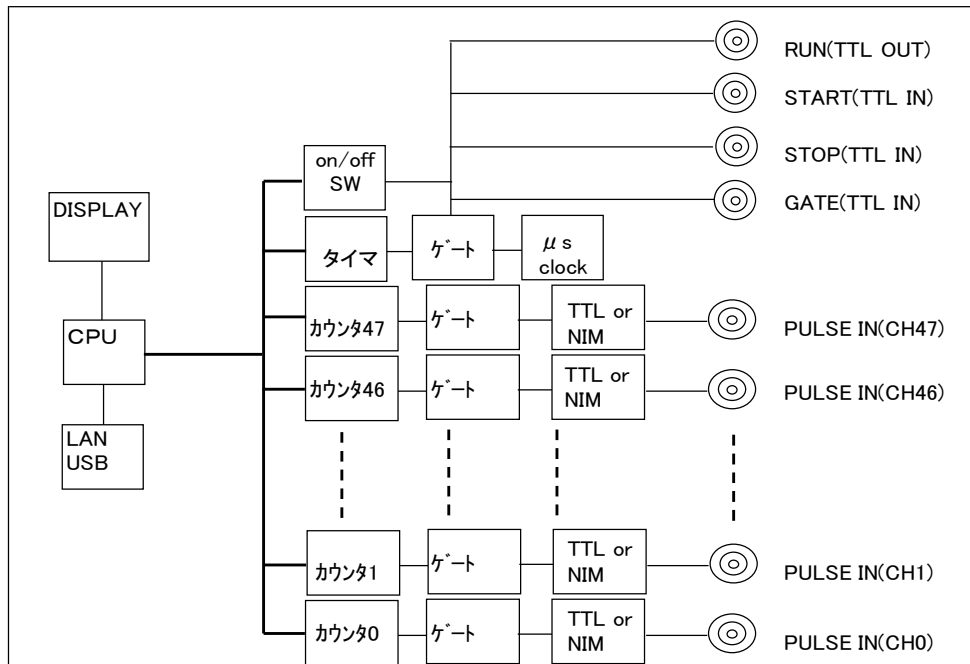 RUN(TTL OUT)
START(TTL IN)
on/off
SW
STOP(TTL IN)
DISPLAY
GATE(TTL IN)
タイマ
ゲート
μs
clock
CPU
カウンタ47
ゲート
TTL or
NIM
PULSE IN(CH47)
カウンタ46
ゲート
TTL or
NIM
PULSE IN(CH46)
LAN
USB
カウンタ1
ゲート
TTL or
NIM
PULSE IN(CH1)
カウンタ0
ゲート
TTL or
NIM
PULSE IN(CH0)